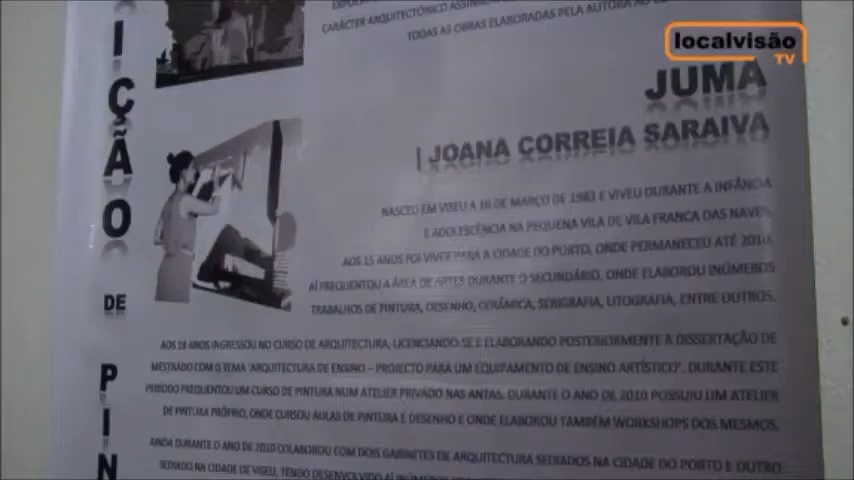 localvisão
TV
IÇÃO
DE
PIN
CARÁCTER ARQUITECTÓRICO
TODAS AS OBRAS ELABORADAS PELA AUTORA AO
JUMA
| JOANA CORREIA SARAIVA
NASCEU EM VISEU A 18 DE MARÇO DE 1983 E VIVEU DURANTE A INFÂNCIA
E ADOLESCÊNCIA NA PEQUENA VILA DE VILA FRANCA DAS NAVES
AOS 15 ANOS FOI VIVER PARA A CIDADE DO PORTO, ONDE PERMANECEU ATÉ 2010.
AÍ FREQUENTOU A ÁREA DE ARTES DURANTE O SECUNDÁRIO, ONDE ELABOROU INÚMEROS
TRABALHOS DE PINTURA, DESENHO, CERÂMICA, SERIGRAFIA, LITOGRAFIA, ENTRE OUTROS.
AOS 18 ANOS INGRESSOU NO CURSO DE ARQUITECTURA, LICENCIANDO-SE E ELABORANDO POSTERIORMENTE A DISSERTAÇÃO DE
MESTRADO COM O TEMA "ARQUITECTURA DE ENSINO – PROJECTO PARA UM EQUIPAMENTO DE ENSINO ARTÍSTICO". DURANTE ESTE
PERÍODO FREQUENTOU UM CURSO DE PINTURA NUM ATELIER PRIVADO NAS ANTAS. DURANTE O ANO DE 2010 POSSUIU UM ATELIER
DE PINTURA PRÓPRIO, ONDE CURSOU AULAS DE PINTURA E DESENHO E ONDE ELABOROU TAMBÉM WORKSHOPS DOS MESMOS.
AINDA DURANTE O ANO DE 2010 COLABOROU COM DOIS GABINETES DE ARQUITECTURA SEDIADOS NA CIDADE DO PORTO E OUTRO
SEDIADO NA CIDADE DE VISEU, TENDO DESENVOLVIDO AÍ